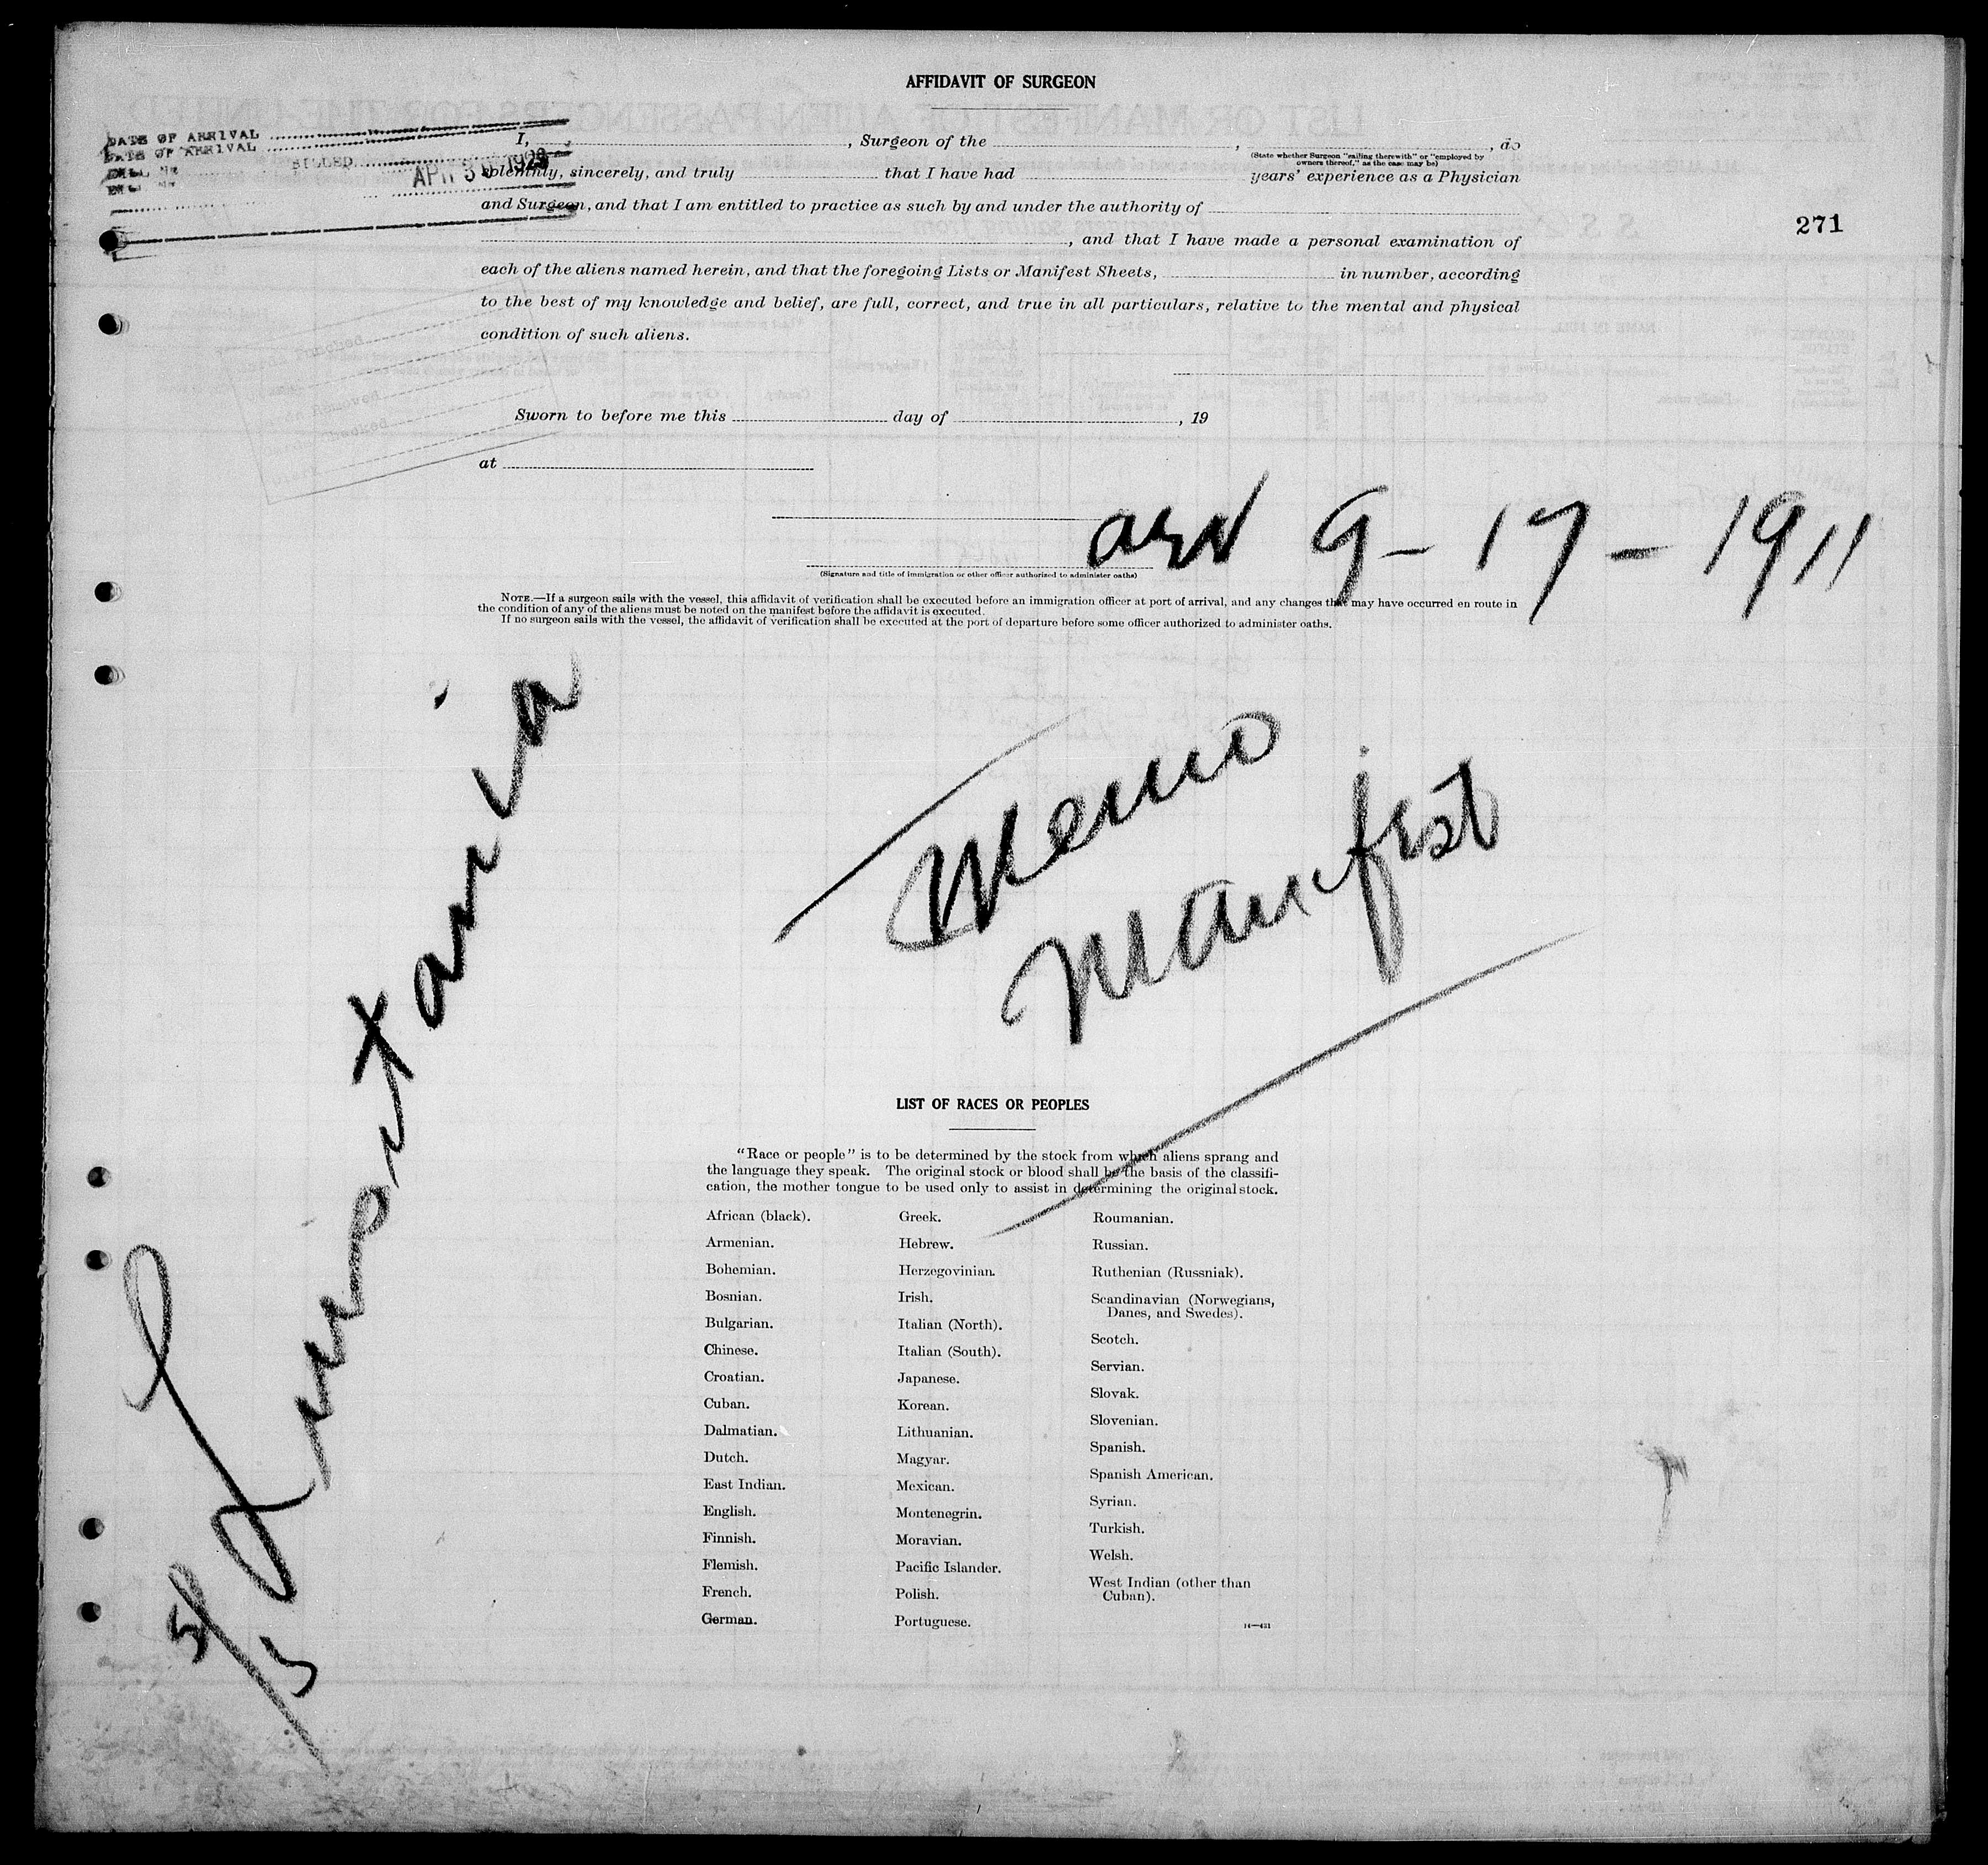 AFFIDAVIT OF SURGEON
DATE OF ARRIVAL
DATE OF ARRIVAL
BILLED
APR 3
I, , Surgeon of the , , do
(State whether Surgeon "sailing therewith" or "employed by
owners thereof," as the case may be)
solemnly, sincerely, and truly that I have had years' experience as a Physician
and Surgeon, and that I am entitled to practice as such by and under the authority of
271
, and that I have made a personal examination of
each of the aliens named herein, and that the foregoing Lists or Manifest Sheets, in number, according
to the best of my knowledge and belief, are full, correct, and true in all particulars, relative to the mental and physical
condition of such aliens.
Sworn to before me this day of , 19
at
arr 9-17-1911
(Signature and title of immigration or other officer authorized to administer oaths)
NOTE.—If a surgeon sails with the vessel, this affidavit of verification shall be executed before an immigration officer at port of arrival, and any changes that may have occurred en route in
the condition of any of the aliens must be noted on the manifest before the affidavit is executed.
If no surgeon sails with the vessel, the affidavit of verification shall be executed at the port of departure before some officer authorized to administer oaths.
Memo
Manifest
S/S
LIST OF RACES OR PEOPLES
"Race or people" is to be determined by the stock from which aliens sprang and
the language they speak. The original stock or blood shall be the basis of the classifi-
cation, the mother tongue to be used only to assist in determining the original stock.
African (black).
Armenian.
Bohemian.
Bosnian.
Bulgarian.
Chinese.
Croatian.
Cuban.
Dalmatian.
Dutch.
East Indian.
English.
Finnish.
Flemish.
French.
German.
Greek.
Hebrew.
Herzegovinian.
Irish.
Italian (North).
Italian (South).
Japanese.
Korean.
Lithuanian.
Magyar.
Mexican.
Montenegrin.
Moravian.
Pacific Islander.
Polish.
Portuguese.
Roumanian.
Russian.
Ruthenian (Russniak).
Scandinavian (Norwegians,
Danes, and Swedes).
Scotch.
Servian.
Slovak.
Slovenian.
Spanish.
Spanish American.
Syrian.
Turkish.
Welsh.
West Indian (other than
Cuban).
14—431